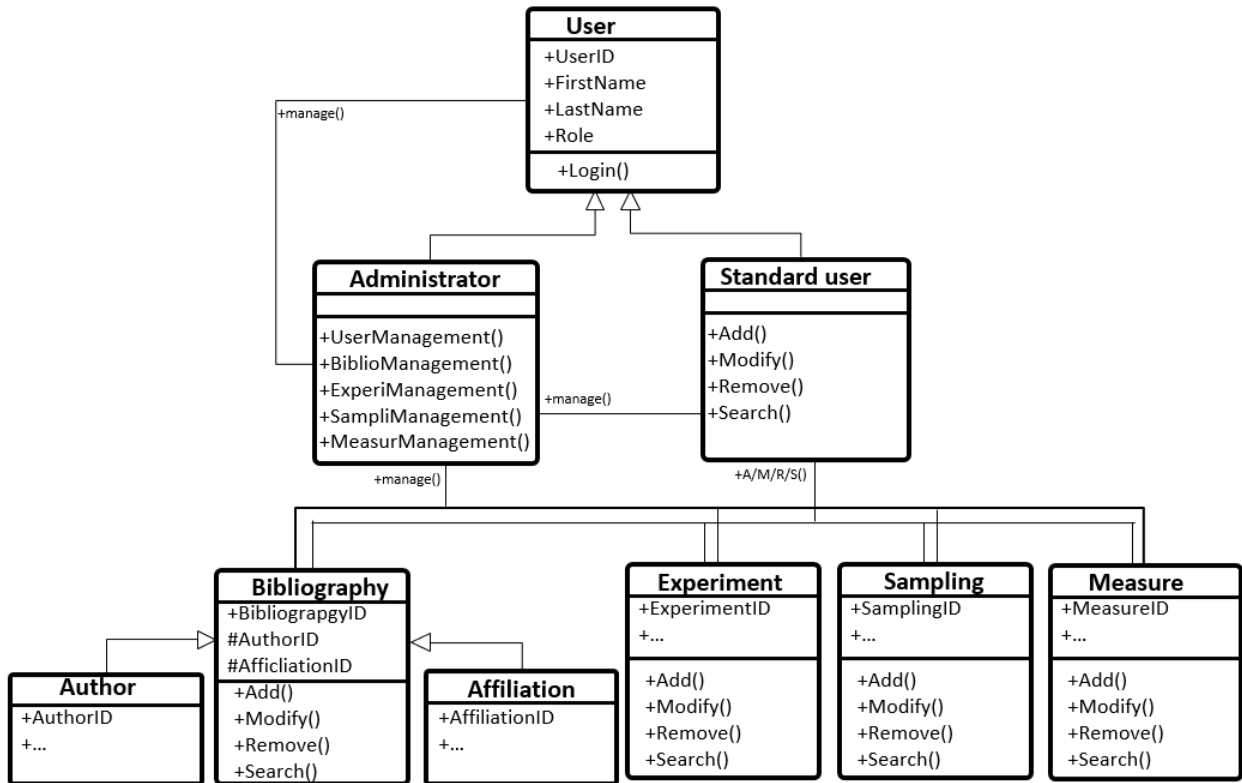 User
+UserID
+FirstName
+LastName
+Role
+Login()
+manage()
Administrator
+UserManagement()
+BiblioManagement()
+ExperiManagement()
+SampliManagement()
+MeasurManagement()
Standard user
+Add()
+Modify()
+Remove()
+Search()
+manage()
+manage()
+A/M/R/S()
Bibliography
+BibliograpgyID
#AuthorID
#AfficliationID
+Add()
+Modify()
+Remove()
+Search()
Author
+AuthorID
+...
Affiliation
+AffiliationID
+...
Experiment
+ExperimentID
+...
+Add()
+Modify()
+Remove()
+Search()
Sampling
+SamplingID
+...
+Add()
+Modify()
+Remove()
+Search()
Measure
+MeasureID
+...
+Add()
+Modify()
+Remove()
+Search()